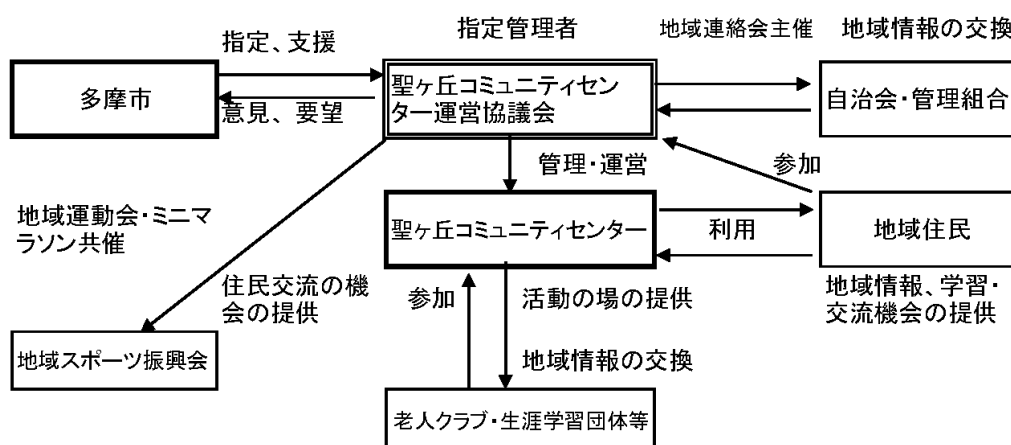 指定管理者
地域連絡会主催
地域情報の交換
指定、支援
多摩市
聖ヶ丘コミュニティセン
ター運営協議会
自治会・管理組合
意見、要望
管理・運営
参加
地域運動会・ミニマ
ラソン共催
聖ヶ丘コミュニティセンター
利用
地域住民
住民交流の機
会の提供
参加
活動の場の提供
地域情報、学習・
交流機会の提供
地域スポーツ振興会
地域情報の交換
老人クラブ・生涯学習団体等